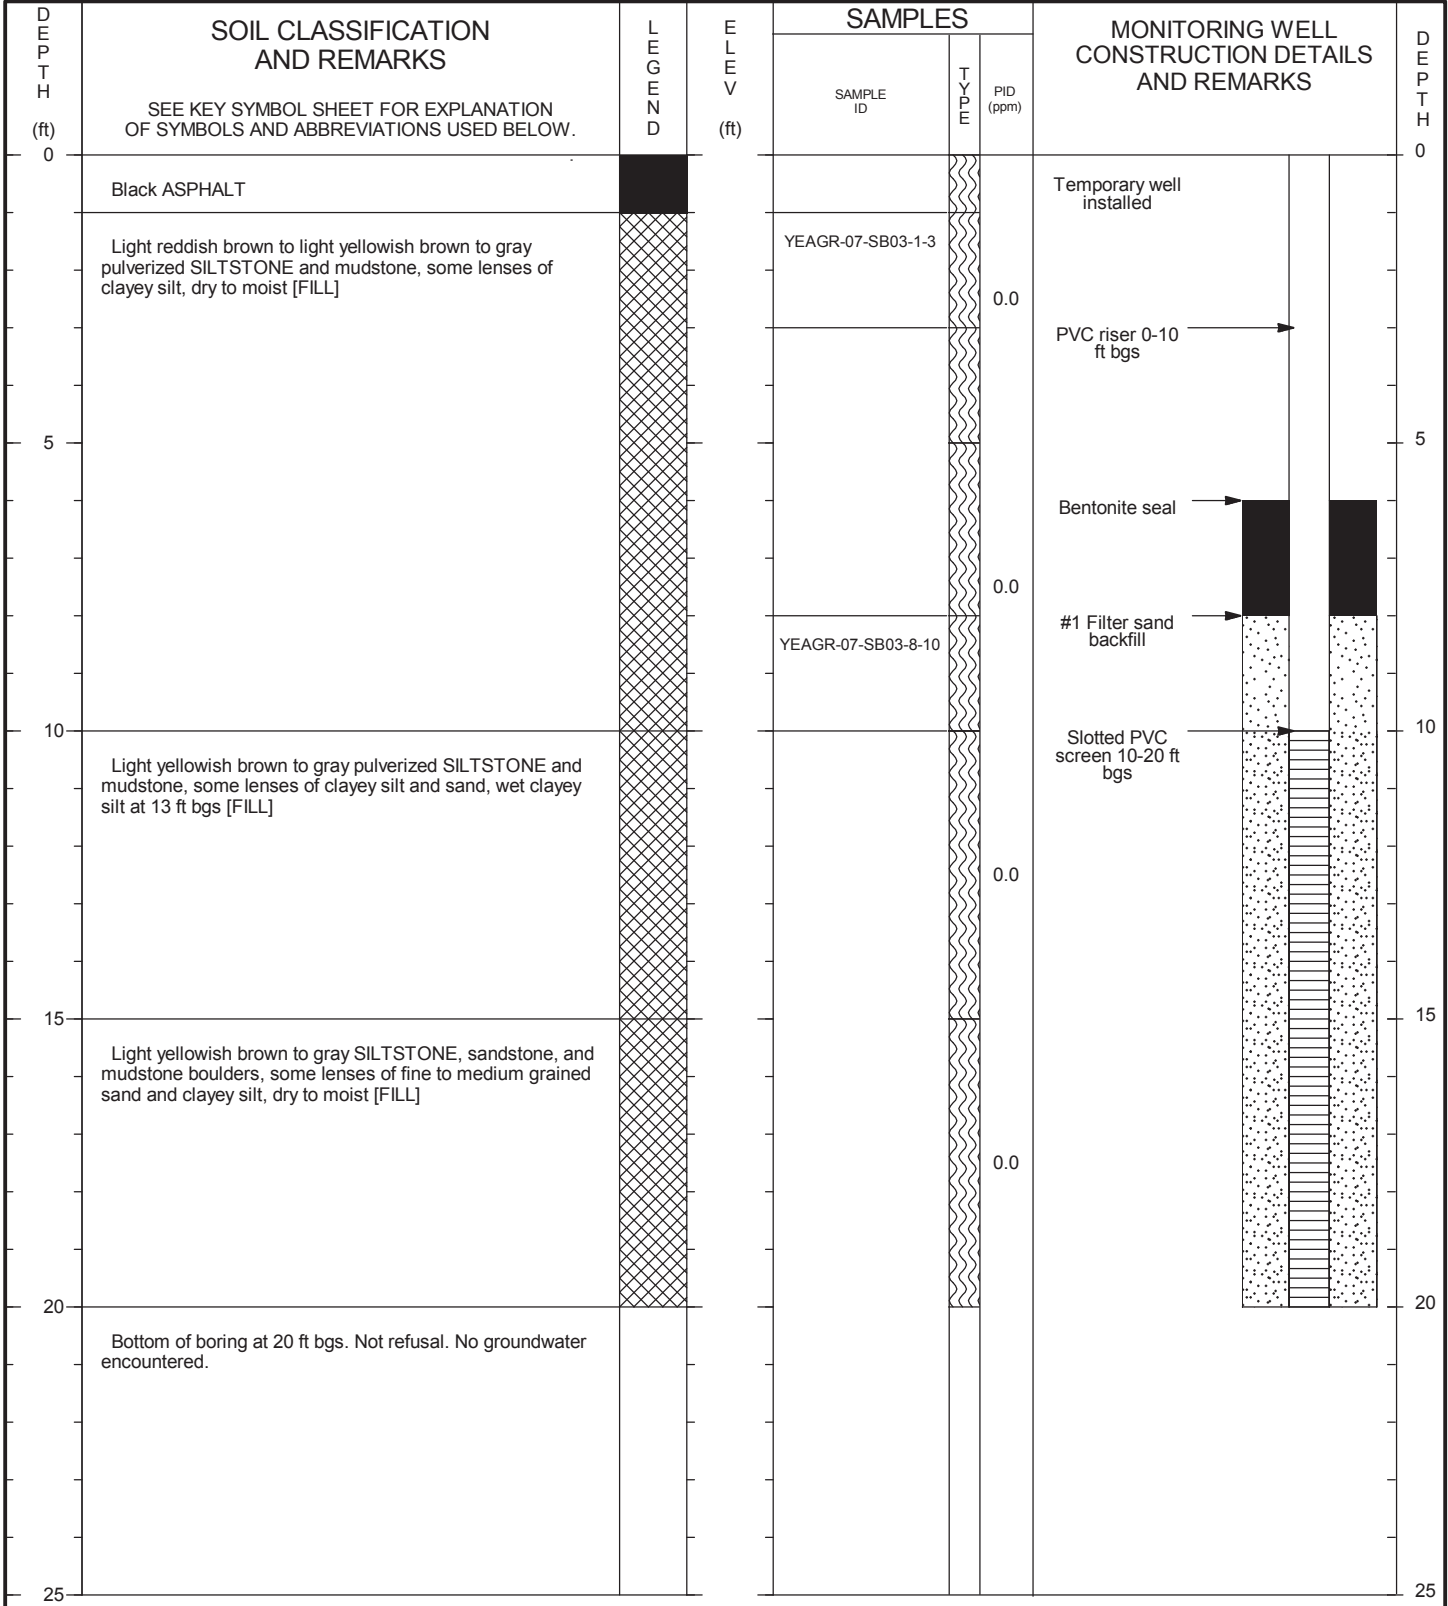 DEPTH
(ft)
SOIL CLASSIFICATION
AND REMARKS
SEE KEY SYMBOL SHEET FOR EXPLANATION
OF SYMBOLS AND ABBREVIATIONS USED BELOW.
LEGEND
ELEV
(ft)
SAMPLES
SAMPLE
ID
TYPE
PID
(ppm)
MONITORING WELL
CONSTRUCTION DETAILS
AND REMARKS
DEPTH
0
0
Black ASPHALT
Temporary well
installed
Light reddish brown to light yellowish brown to gray
pulverized SILTSTONE and mudstone, some lenses of
clayey silt, dry to moist [FILL]
YEAGR-07-SB03-1-3
0.0
PVC riser 0-10
ft bgs
5
5
Bentonite seal
0.0
#1 Filter sand
backfill
YEAGR-07-SB03-8-10
10
10
Slotted PVC
screen 10-20 ft
bgs
Light yellowish brown to gray pulverized SILTSTONE and
mudstone, some lenses of clayey silt and sand, wet clayey
silt at 13 ft bgs [FILL]
0.0
15
15
Light yellowish brown to gray SILTSTONE, sandstone, and
mudstone boulders, some lenses of fine to medium grained
sand and clayey silt, dry to moist [FILL]
0.0
20
20
Bottom of boring at 20 ft bgs. Not refusal. No groundwater
encountered.
25
25